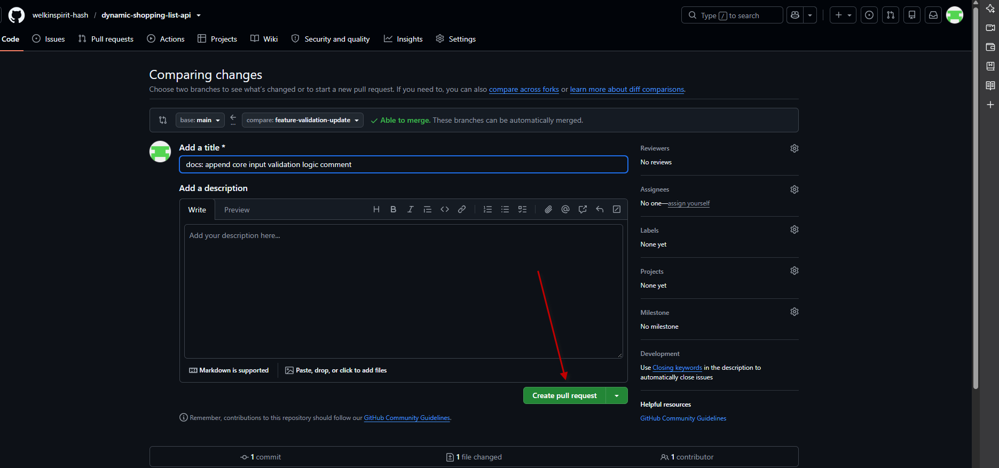 welkinspirit-hash / dynamic-shopping-list-api
Type / to search
Code Issues Pull requests Actions Projects Wiki Security and quality Insights Settings
Comparing changes
Choose two branches to see what's changed or to start a new pull request. If you need to, you can also compare across forks or learn more about diff comparisons.
base: main
compare: feature-validation-update
Able to merge. These branches can be automatically merged.
Add a title *
docs: append core input validation logic comment
Add a description
Write Preview
Add your description here...
Markdown is supported
Paste, drop, or click to add files
Create pull request
Remember, contributions to this repository should follow our GitHub Community Guidelines.
Reviewers
No reviews
Assignees
No one—assign yourself
Labels
None yet
Projects
None yet
Milestone
No milestone
Development
Use Closing keywords in the description to
automatically close issues
Helpful resources
GitHub Community Guidelines
1 commit
1 file changed
1 contributor